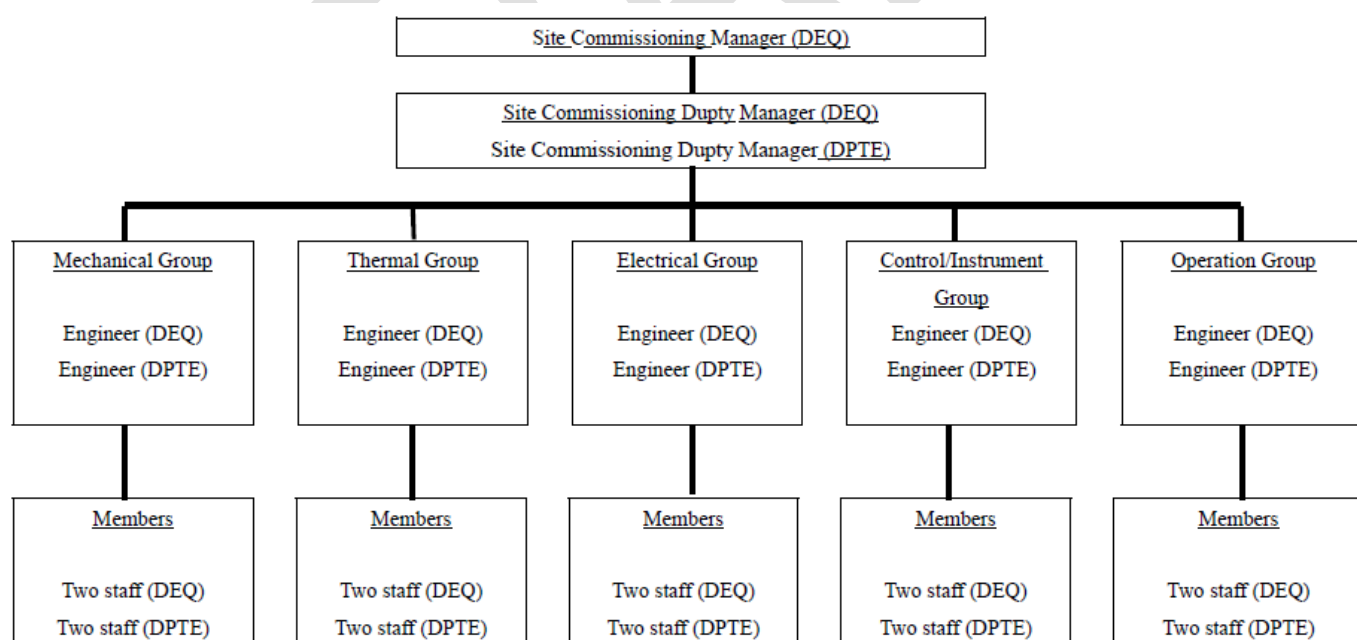 Site Commissioning Manager (DEQ)
Site Commissioning Dupty Manager (DEQ)
Site Commissioning Dupty Manager (DPTE)
Mechanical Group
Engineer (DEQ)
Engineer (DPTE)
Thermal Group
Engineer (DEQ)
Engineer (DPTE)
Electrical Group
Engineer (DEQ)
Engineer (DPTE)
Control/Instrument
Group
Engineer (DEQ)
Engineer (DPTE)
Operation Group
Engineer (DEQ)
Engineer (DPTE)
Members
Two staff (DEQ)
Two staff (DPTE)
Members
Two staff (DEQ)
Two staff (DPTE)
Members
Two staff (DEQ)
Two staff (DPTE)
Members
Two staff (DEQ)
Two staff (DPTE)
Members
Two staff (DEQ)
Two staff (DPTE)